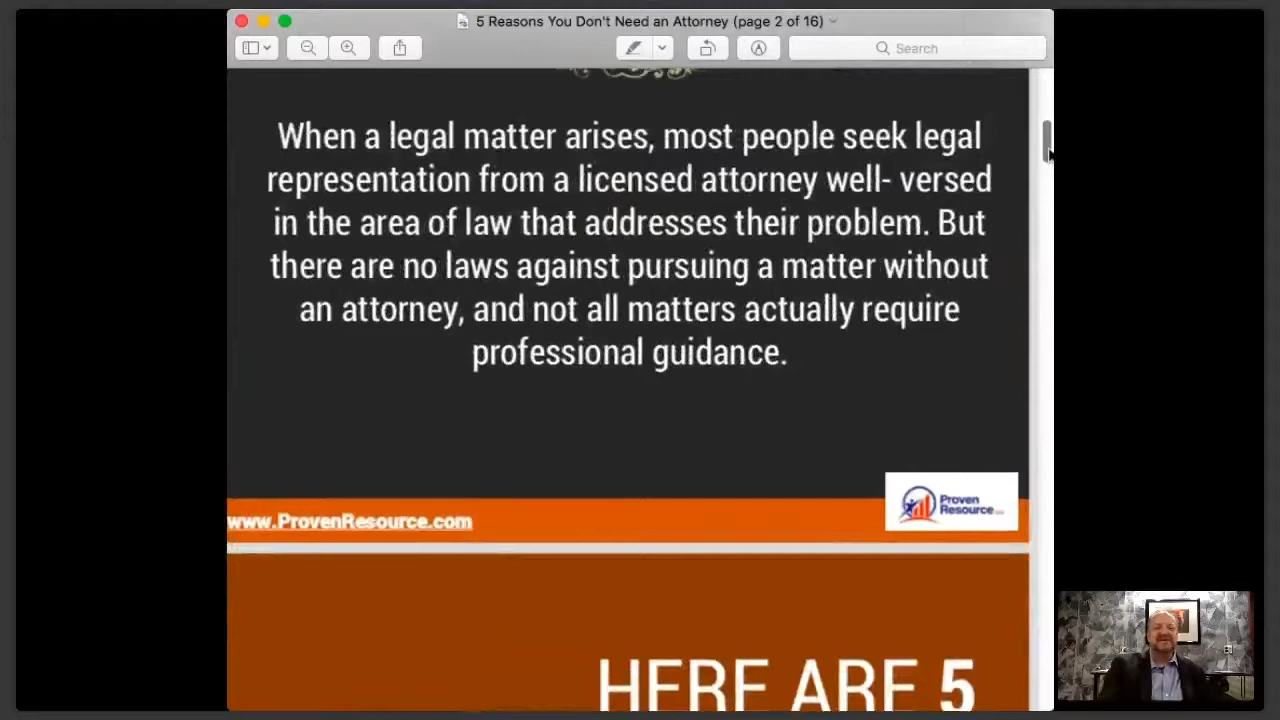 5 Reasons You Don't Need an Attorney (page 2 of 16)
Search
When a legal matter arises, most people seek legal
representation from a licensed attorney well- versed
in the area of law that addresses their problem. But
there are no laws against pursuing a matter without
an attorney, and not all matters actually require
professional guidance.
www.ProvenResource.com
Proven
Resource
HERE ARE 5